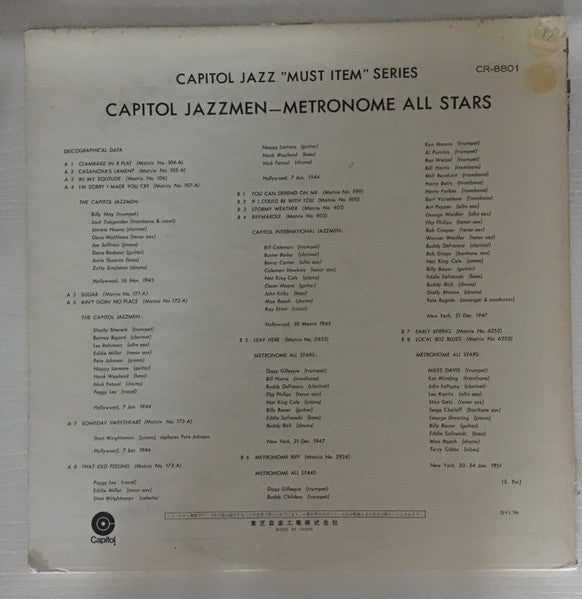 CAPITOL JAZZ "MUST ITEM" SERIES
CR-8801
CAPITOL JAZZMEN—METRONOME ALL STARS
DISCOGRAPHICAL DATA
A 1 CLAMBAKE IN B FLAT (Matrix No. 104-A)
A 2 CASANOVA'S LAMENT (Matrix No. 105-A)
A 3 IN MY SOLITUDE (Matrix No. 106)
A 4 I'M SORRY I MADE YOU CRY (Matrix No. 107-A)
THE CAPITOL JAZZMEN:
Billy May (trumpet)
Jack Teagarden (trombone & vocal)
Jimmie Noone (clarinet)
Dave Matthews (tenor sax)
Joe Sullivan (piano)
Dave Barbour (guitar)
Artie Shapiro (bass)
Zutty Singleton (drums)
Hollywood, 16 Nov. 1943
A 5 SUGAR (Matrix No. 171-A)
A 6 AIN'T GOIN' NO PLACE (Matrix No. 172-A)
THE CAPITOL JAZZMEN:
Shorty Sherock (trumpet)
Barney Bigard (clarinet)
Les Robinson (alto sax)
Eddie Miller (tenor sax)
Pete Johnson (piano)
Nappy Lamare (guitar)
Hank Wayland (bass)
Nick Fatool (drums)
Peggy Lee (vocal)
Hollywood, 7 Jan. 1944
A-7 SOMEDAY SWEETHEART (Matrix No. 173-A)
Stan Wrightsman (piano), replaces Pete Johnson
Hollywood, 7 Jan. 1944
A 8 THAT OLD FEELING (Matrix No. 173-A)
Peggy Lee (vocal)
Eddie Miller (tenor sax)
Stan Wrightsman (celeste)
Nappy Lamare (guitar)
Hank Wayland (bass)
Nick Fatool (drums)
Hollywood, 7 Jan. 1944
B 1 YOU CAN DEPEND ON ME (Matrix No. 599)
B 2 IF I COULD BE WITH YOU (Matrix No. 600)
B 3 STORMY WEATHER (Matrix No. 601)
B 4 RIFFMAROLE (Matrix No. 602)
CAPITOL INTERNATIONAL JAZZMEN:
Bill Coleman (trumpet)
Buster Bailey (clarinet)
Benny Carter (alto sax)
Coleman Hawkins (tenor sax)
Nat King Cole (piano)
Oscar Moore (guitar)
John Kirby (bass)
Max Roach (drums)
Kay Starr (vocal)
Hollywood, 30 March 1945
B 5 LEAP HERE (Matrix No. 2933)
METRONOME ALL STARS:
Dizzy Gillespie (trumpet)
Bill Harris (trombone)
Buddy DeFranco (clarinet)
Flip Philips (tenor sax)
Nat King Cole (piano)
Billy Bauer (guitar)
Eddie Safranski (bass)
Buddy Rich (drums)
New York, 21 Dec. 1947
B 6 METRONOME RIFF (Matrix No. 2934)
METRONOME ALL STARS:
Dizzy Gillespie (trumpet)
Buddy Childers (trumpet)
Ken Hanna (trumpet)
Al Porcino (trumpet)
Ray Wetzel (trumpet)
Bill Harris (trombone)
Milt Bernhart (trombone)
Harry Betts (trombone)
Harry Forbes (trombone)
Bart Varsalona (trombone)
Art Pepper (alto sax)
George Weidler (alto sax)
Flip Philips (tenor sax)
Bob Cooper (tenor sax)
Warner Weidler (tenor sax)
Buddy DeFranco (clarinet)
Bob Gioga (baritone sax)
Nat King Cole (piano)
Billy Bauer (guitar)
Eddie Safranski (bass)
Buddy Rich (drums)
Shelly Manne (drums)
Pete Rugolo (arranger & conductor)
New York, 21 Dec. 1947
B 7 EARLY SPRING (Matrix No. 6252)
B 8 LOCAL 802 BLUES (Matrix No. 6253)
METRONOME ALL STARS:
MILES DAVIS (trumpet)
Kai Winding (trombone)
John LaPorta (clarinet)
Lee Konitz (alto sax)
Stan Getz (tenor sax)
Serge Chaloff (baritone sax)
George Shearing (piano)
Billy Bauer (guitar)
Eddie Safranski (bass)
Max Roach (drums)
Terry Gibbs (vibes)
New York, 23-24 Jan. 1951
(S. Yui)
Capitol
東芝音楽工業株式会社
MADE IN JAPAN